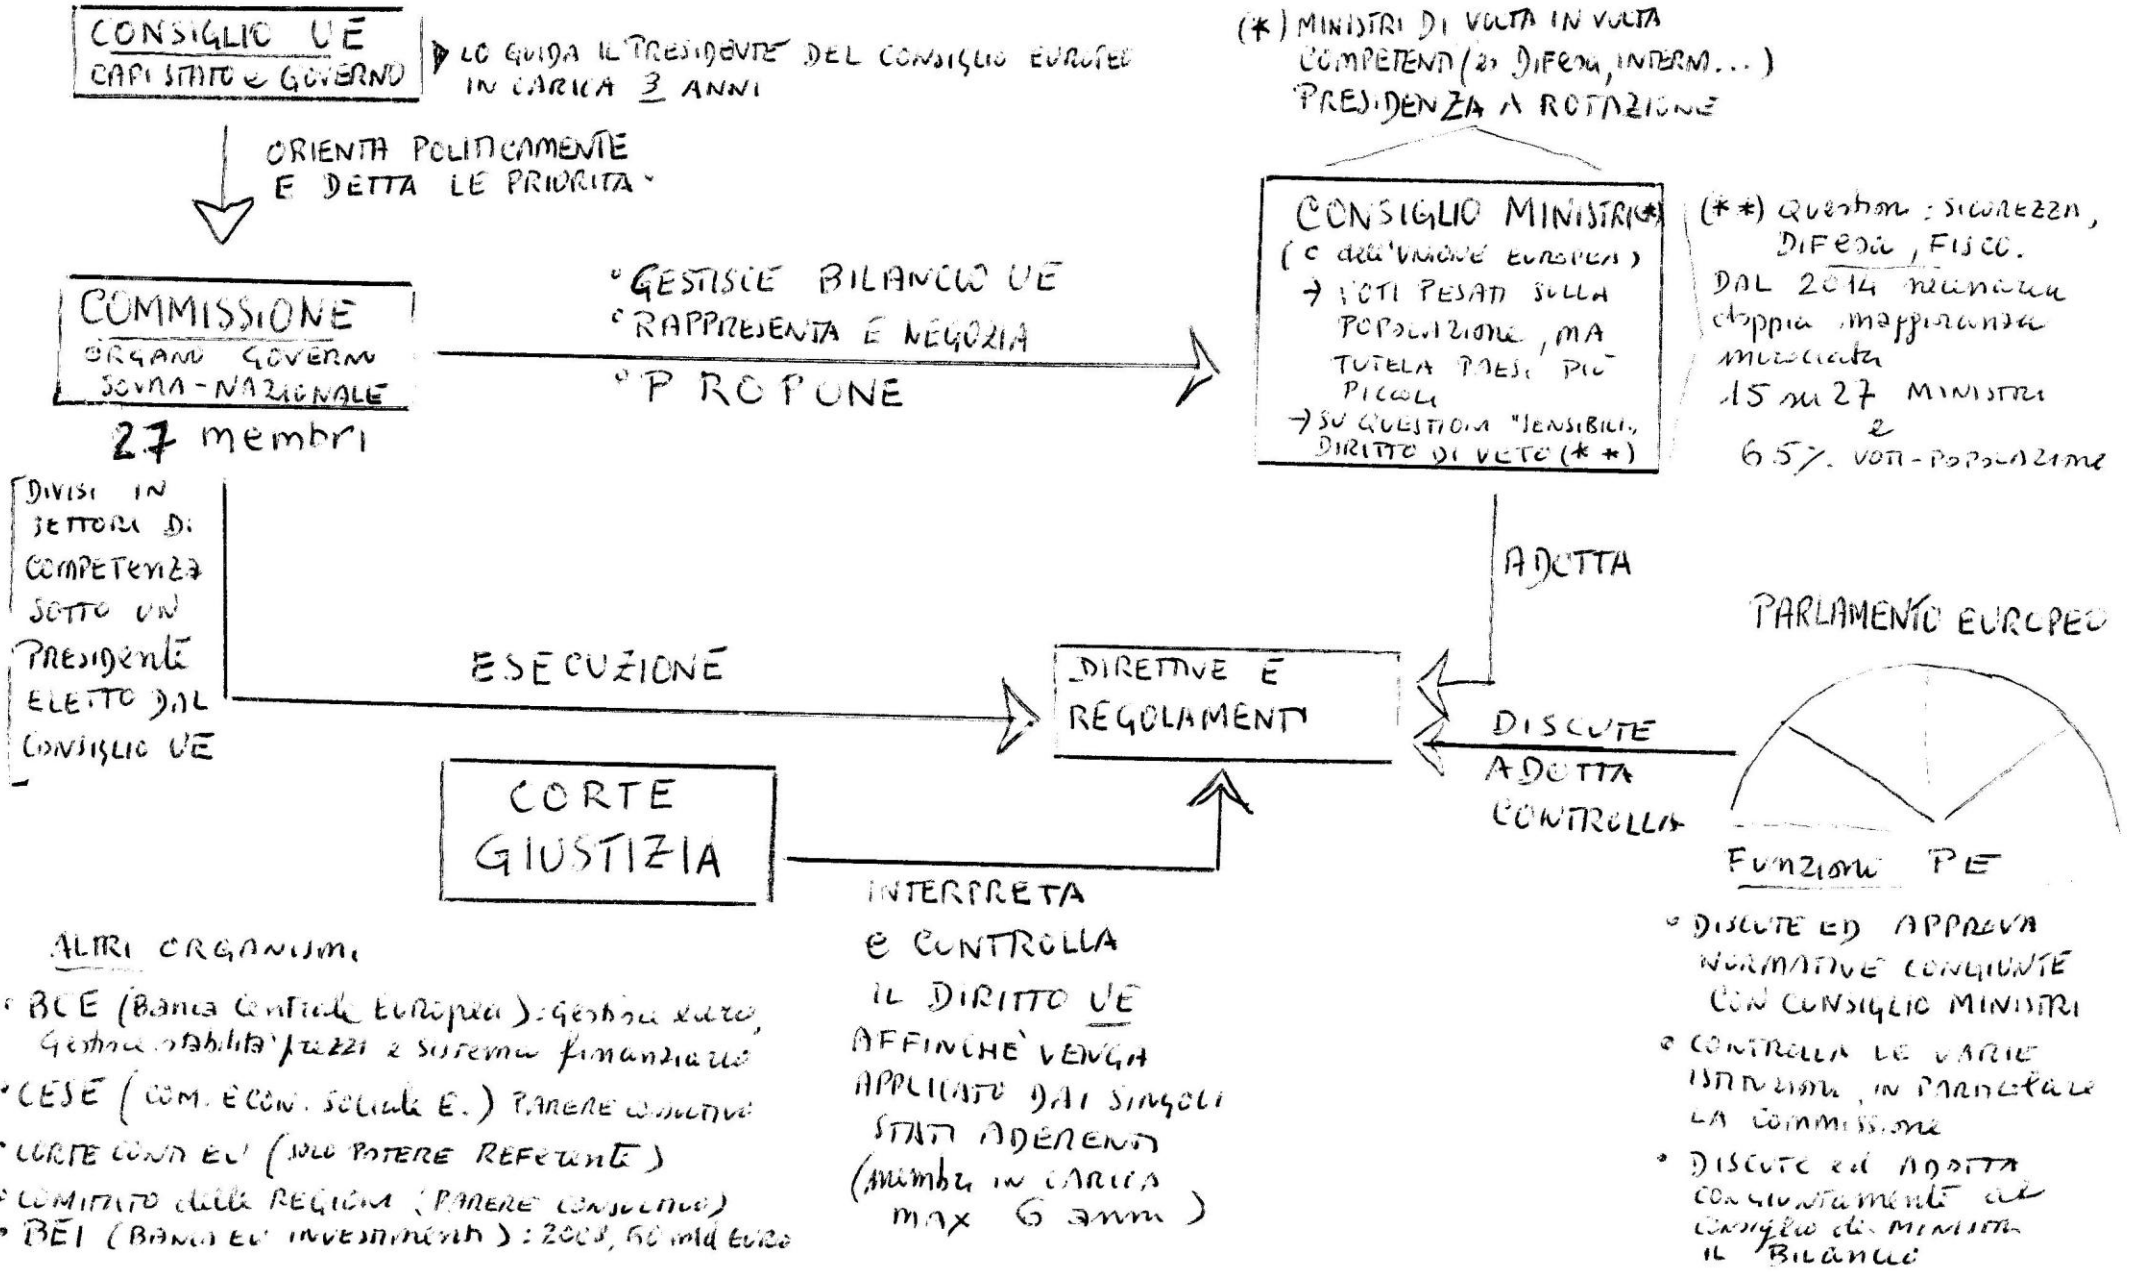 CONSIGLIO UE
CAPI STATO e GOVERNO
LO GUIDA IL PRESIDENTE DEL CONSIGLIO EUROPEO
IN CARICA 3 ANNI
ORIENTA POLITICAMENTE
E DETTA LE PRIORITA'
(*) MINISTRI DI VOLTA IN VOLTA
COMPETENTI (es DIFESA, INTERNI...)
PRESIDENZA A ROTAZIONE
CONSIGLIO MINISTRI(*)
(C dell'UNIONE EUROPEA)
→ VOTI PESATI SULLA
POPOLAZIONE, MA
TUTELA PAESI PIÙ
PICCOLI
→ SU QUESTIONI "SENSIBILI"
DIRITTO DI VETO (**)
(**) Questioni: SICUREZZA,
DIFESA, FISCO.
DAL 2014 necessaria
doppia maggioranza
incrociata
15 su 27 MINISTRI
e
65% VOTI-POPOLAZIONE
COMMISSIONE
ORGANO GOVERNO
SOVRA-NAZIONALE
27 membri
° GESTISCE BILANCIO UE
° RAPPRESENTA E NEGOZIA
° PROPONE
DIVISI IN
SETTORI DI
COMPETENZA
SOTTO UN
PRESIDENTE
ELETTO DAL
CONSIGLIO UE
ESECUZIONE
DIRETTIVE E
REGOLAMENTI
ADOTTA
DISCUTE
ADOTTA
CONTROLLA
PARLAMENTO EUROPEO
Funzioni PE
° DISCUTE ED APPROVA
NORMATIVE CONGIUNTE
CON CONSIGLIO MINISTRI
° CONTROLLA LE VARIE
ISTITUZIONI, IN PARTICOLARE
LA COMMISSIONE
° DISCUTE ed ADOTTA
CONGIUNTAMENTE al
Consiglio di MINISTRI
IL BILANCIO
CORTE
GIUSTIZIA
INTERPRETA
e CONTROLLA
IL DIRITTO UE
AFFINCHÈ VENGA
APPLICATO DAI SINGOLI
STATI ADERENTI
(membri IN CARICA
MAX 6 anni)
ALTRI ORGANISMI
° BCE (Banca Centrale Europea): gestione euro,
gestione stabilità prezzi e sistema finanziario
° CESE (COM. ECON. SOCIALE E.) PARERE CONSULTIVO
° CORTE CONTI EU (SOLO POTERE REFERENTE)
° COMITATO delle REGIONI (PARERE CONSULTIVO)
° BEI (BANCA EU INVESTIMENTI): 2008, 60 mld EURO